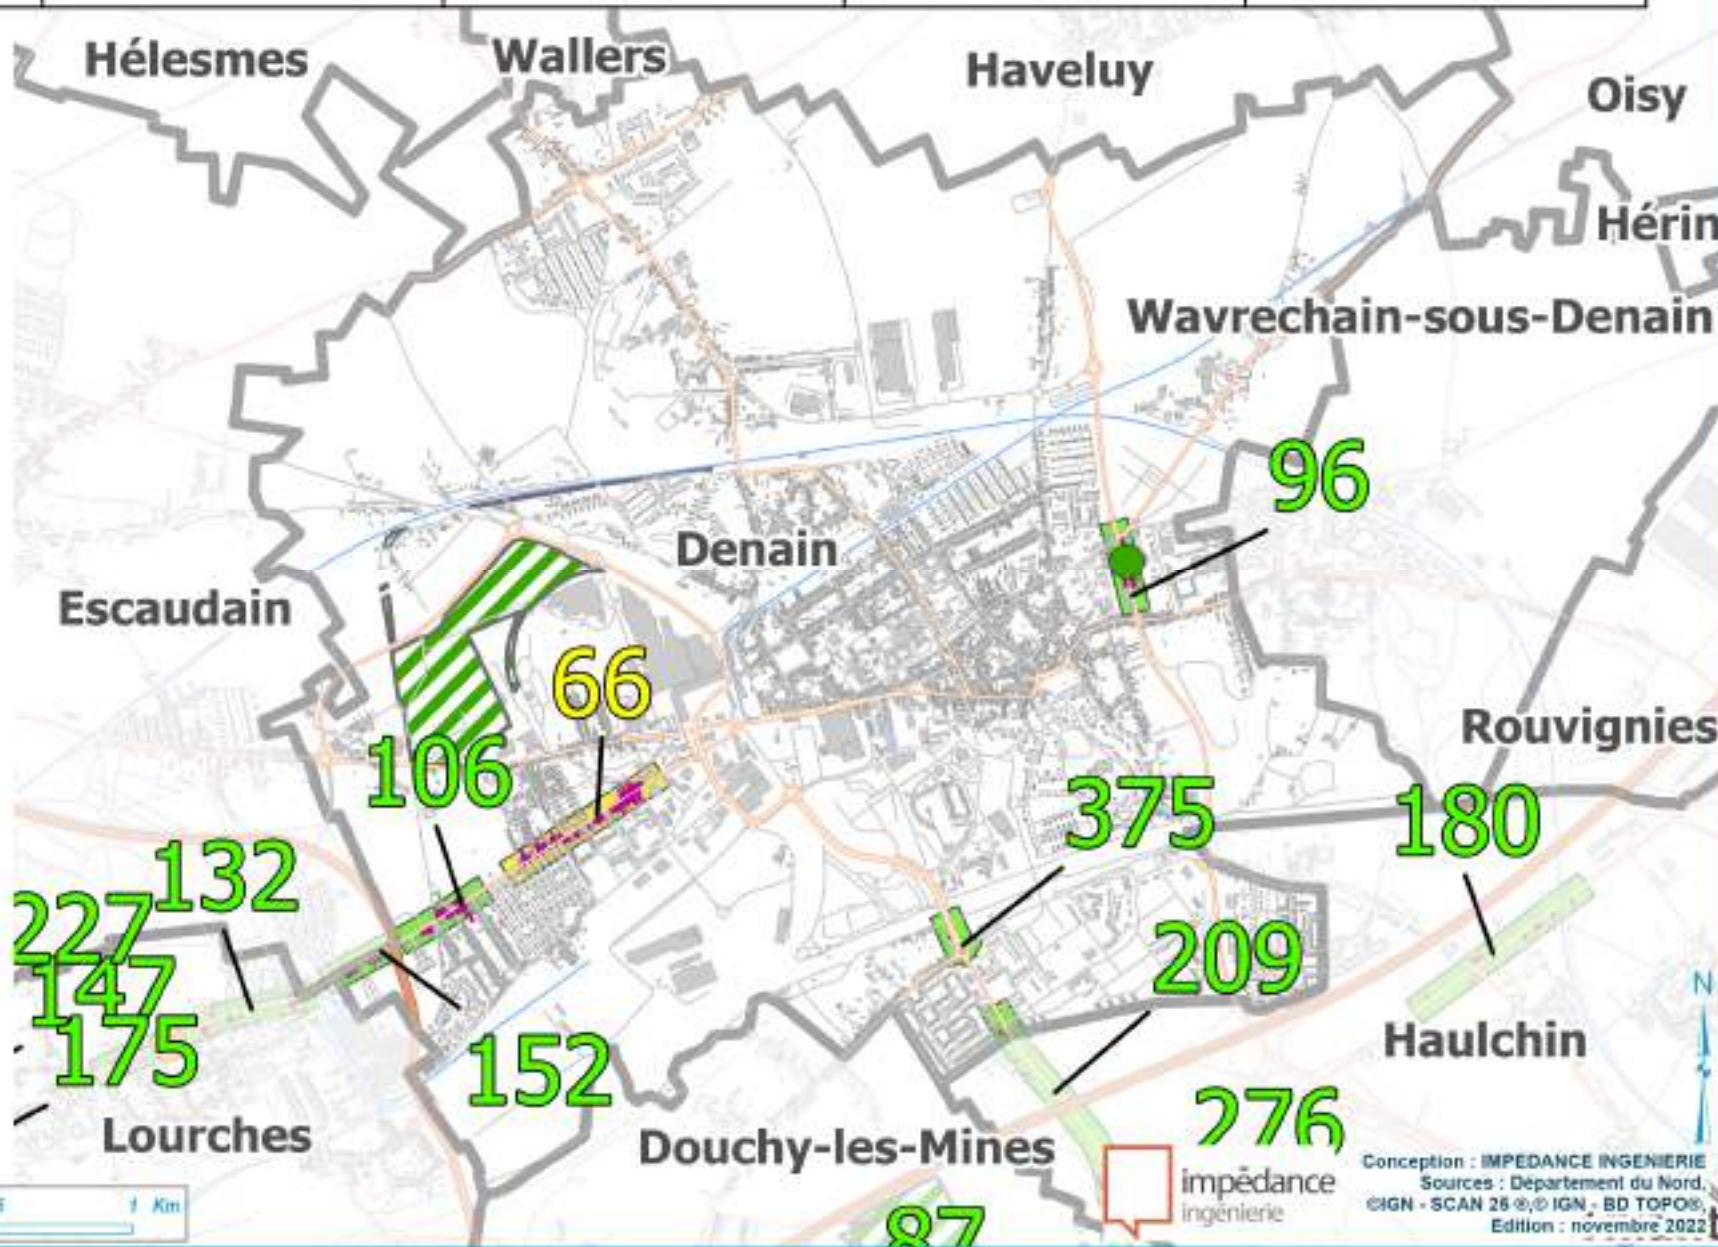 Hélesmes
Wallers
Haveluy
Oisy
Hérin
Wavrechain-sous-Denain
96
Denain
Escaudain
66
Rouvignies
106
375
180
132
227
209
147
175
152
Haulchin
N
276
Lourches
Douchy-les-Mines
87
1 Km
impédance
ingénierie
Conception : IMPEDANCE INGENIERIE
Sources : Département du Nord,
©IGN - SCAN 25 ®,© IGN - BD TOPO®,
Edition : novembre 2022